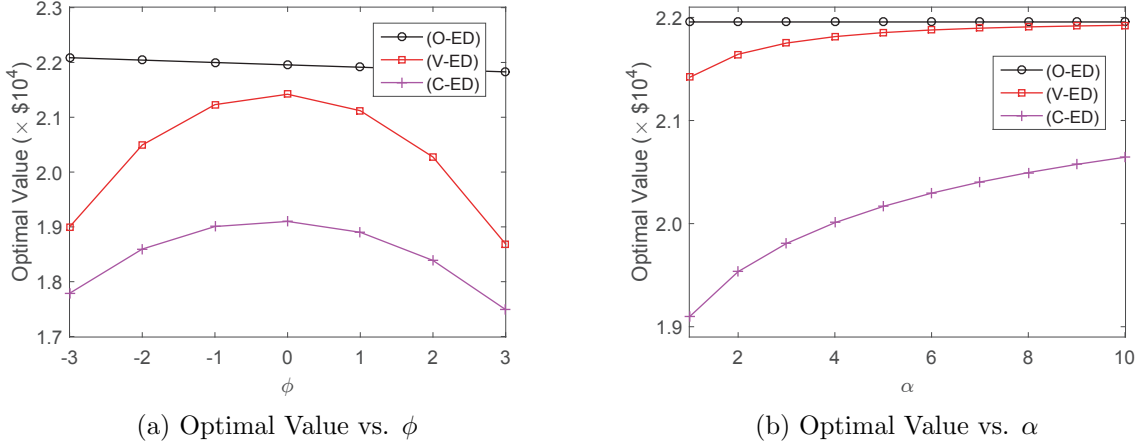 2.3
2.2
2.1
2.0
1.9
1.8
1.7
Optimal Value (× $10^4)
-3 -2 -1 0 1 2 3
ϕ
(O-ED)
(V-ED)
(C-ED)
(a) Optimal Value vs. ϕ
2.2
2.1
2.0
1.9
Optimal Value (× $10^4)
2 4 6 8 10
α
(O-ED)
(V-ED)
(C-ED)
(b) Optimal Value vs. α